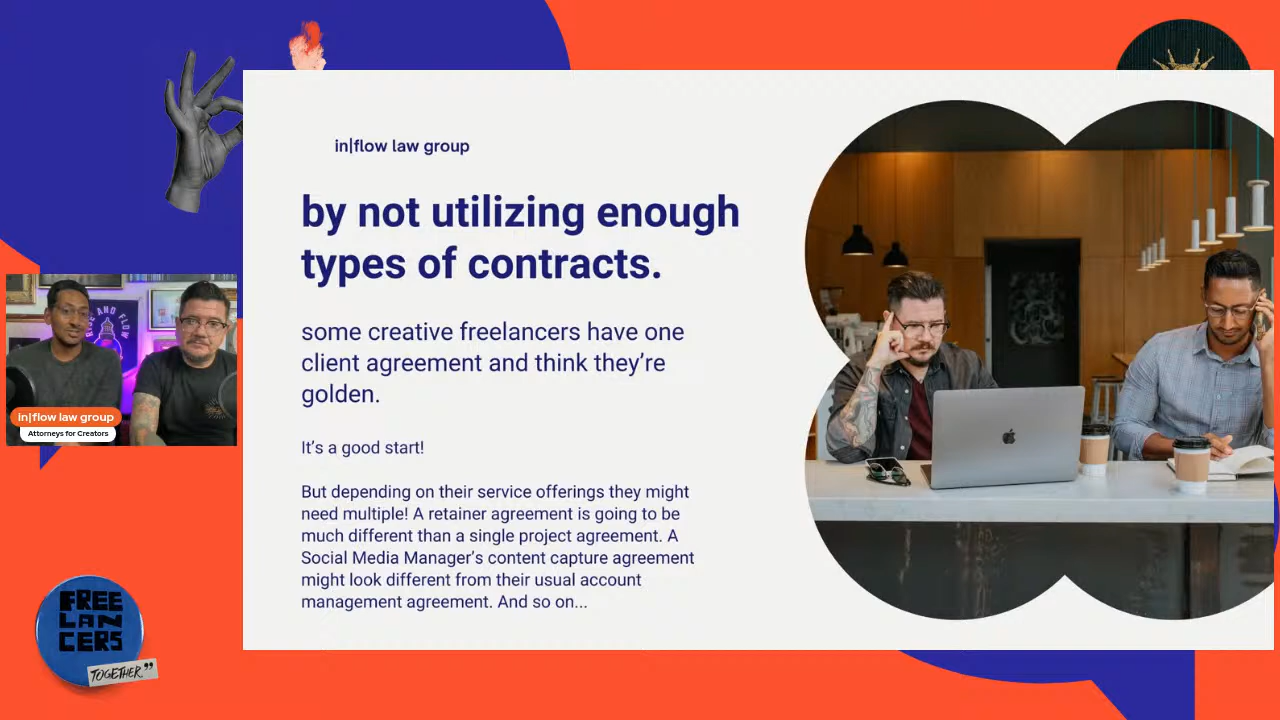 in|flow law group
by not utilizing enough
types of contracts.
some creative freelancers have one
client agreement and think they're
golden.
It's a good start!
But depending on their service offerings they might
need multiple! A retainer agreement is going to be
much different than a single project agreement. A
Social Media Manager's content capture agreement
might look different from their usual account
management agreement. And so on...
RISE AND FLOW
in|flow law group
Attorneys for Creators
FREE
LAN
CERS
TOGETHER"